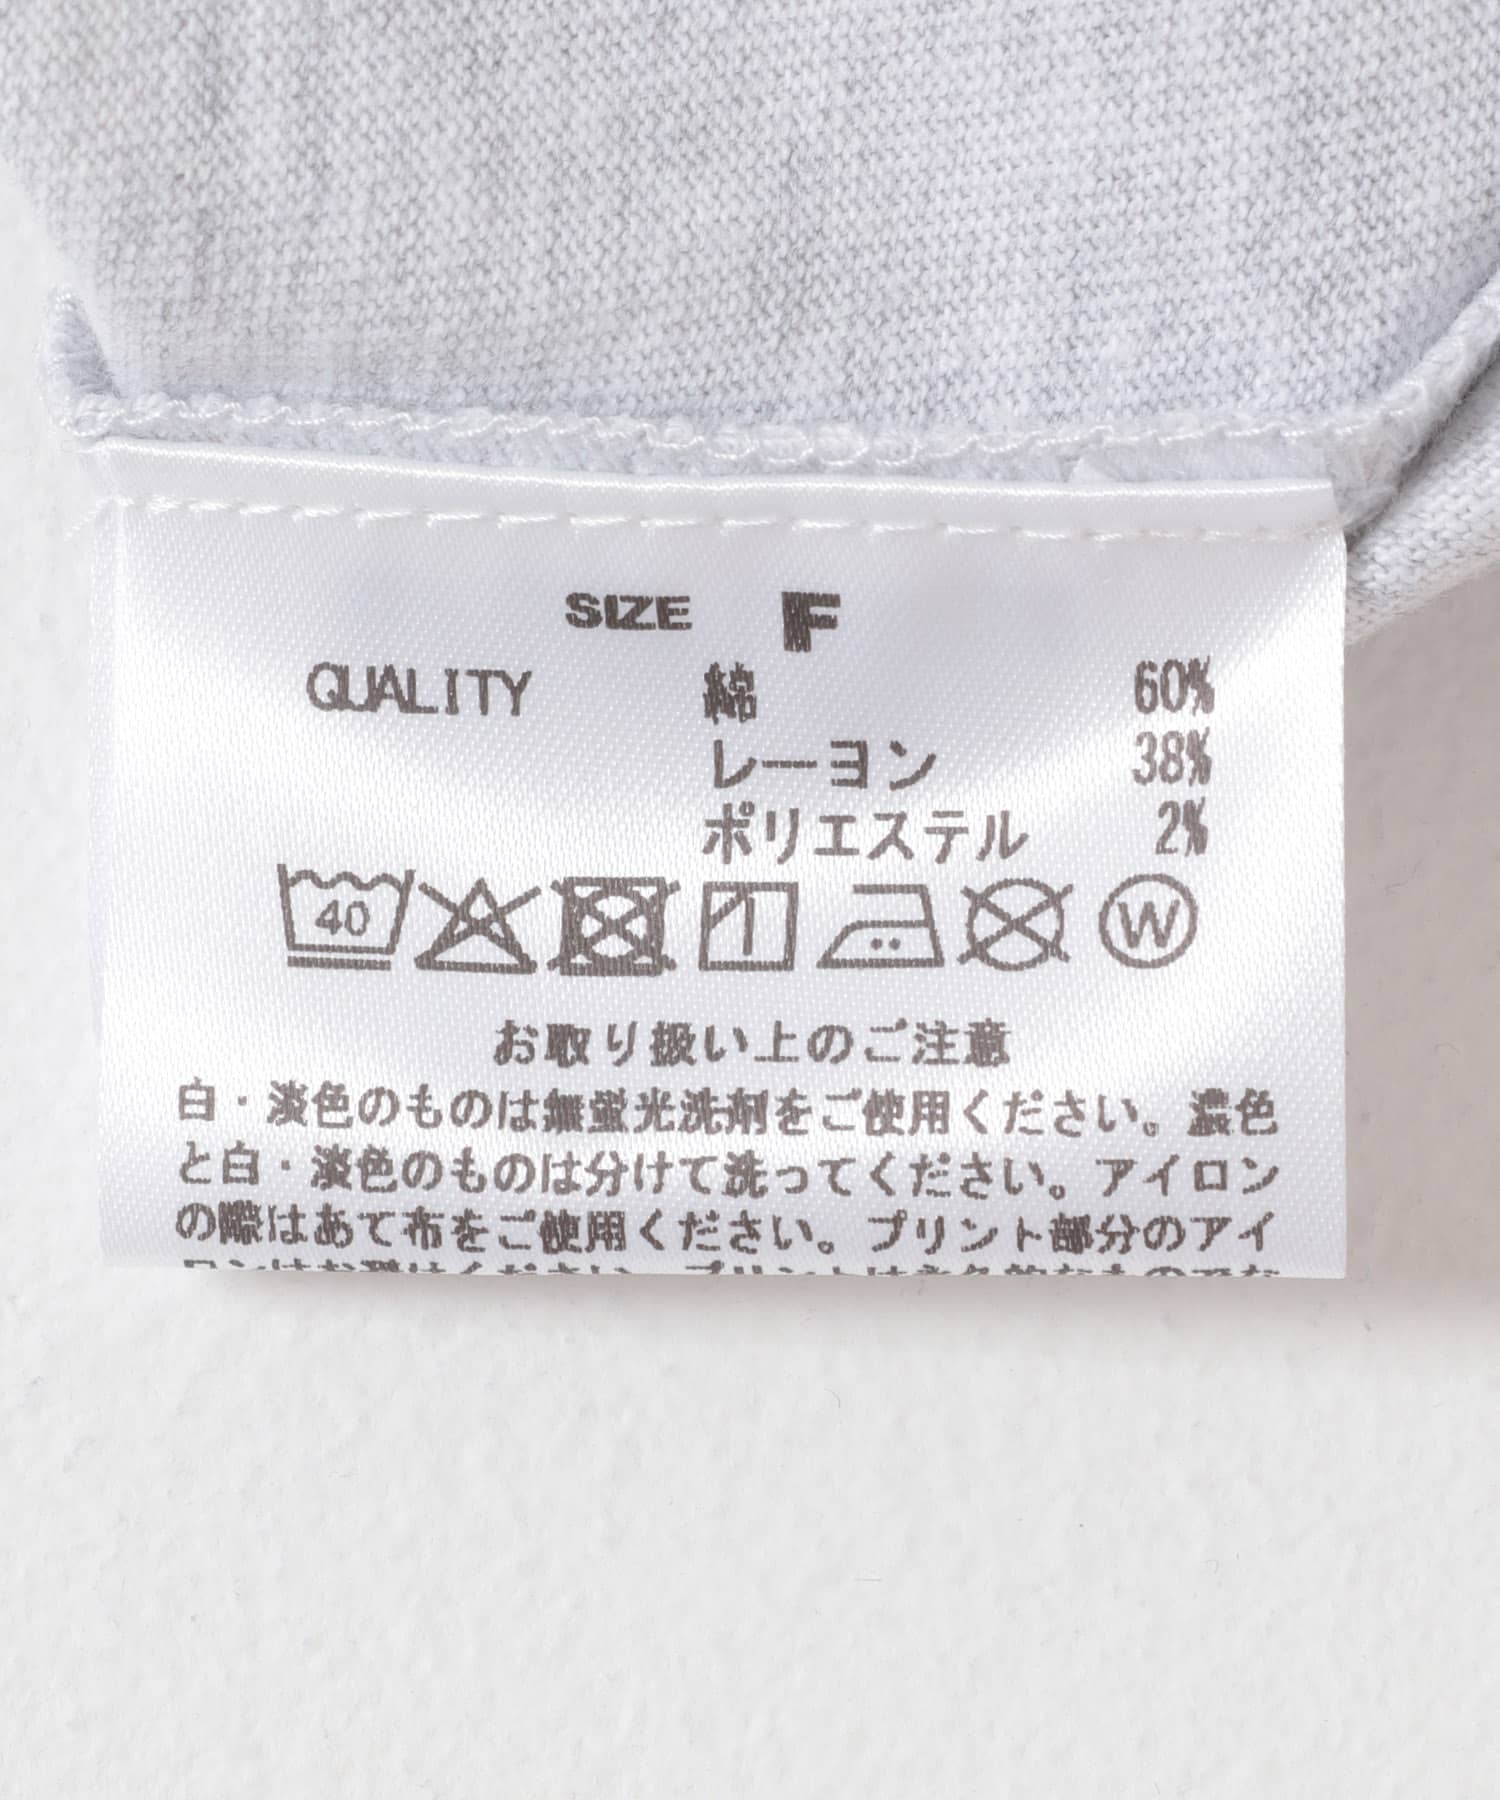 SIZE F
QUALITY 綿 60%
レーヨン 38%
ポリエステル 2%
40 W
お取り扱い上のご注意
白・淡色のものは無蛍光洗剤をご使用ください。濃色
と白・淡色のものは分けて洗ってください。アイロン
の際はあて布をご使用ください。プリント部分のアイ